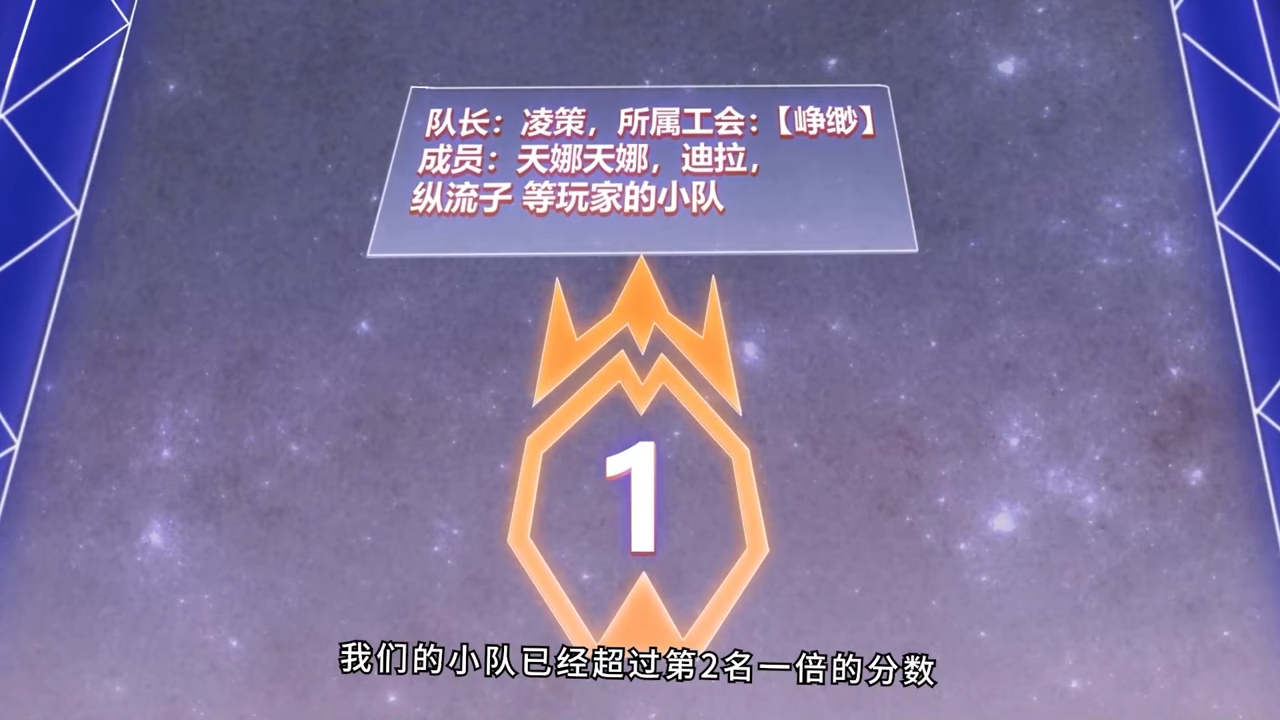 队长：凌策，所属工会：【峥缈】
成员：天娜天娜，迪拉，
纵流子 等玩家的小队
1
我们的小队已经超过第2名一倍的分数